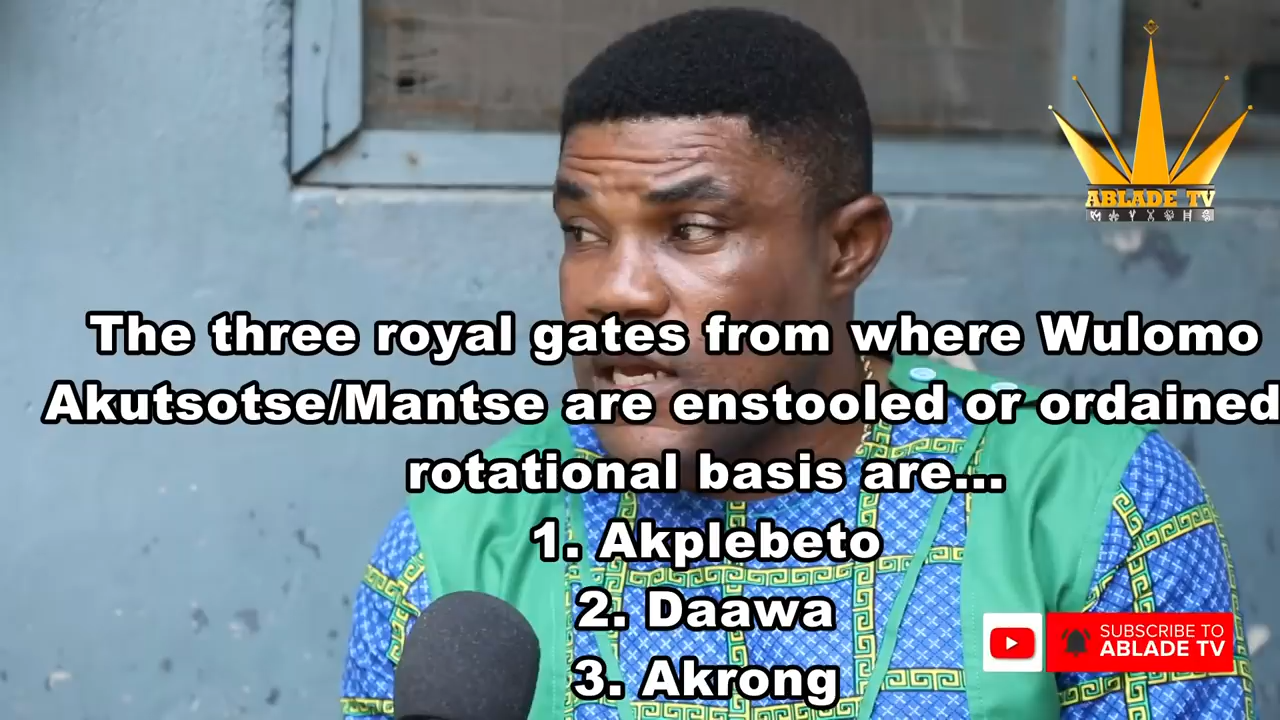 ABLADE TV
The three royal gates from where Wulomo
Akutsotse/Mantse are enstooled or ordained
rotational basis are...
1. Akplebeto
2. Daawa
3. Akrong
SUBSCRIBE TO
ABLADE TV